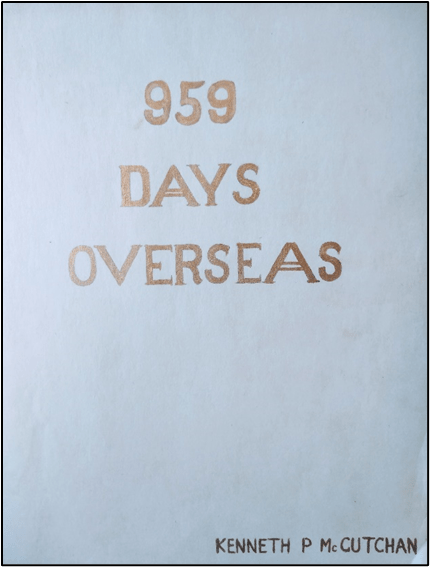 959
DAYS
OVERSEAS
KENNETH P McCUTCHAN